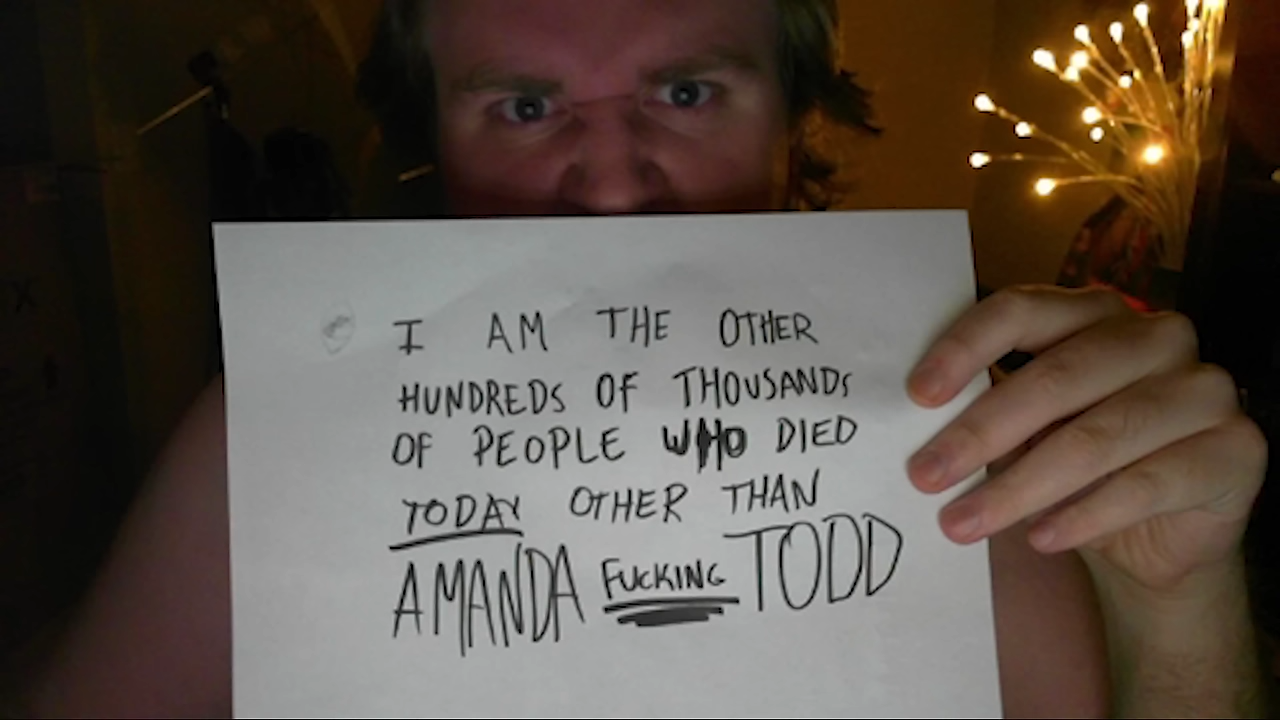 I AM THE OTHER
HUNDREDS OF THOUSANDS
OF PEOPLE WHO DIED
TODAY OTHER THAN
AMANDA FUCKING TODD